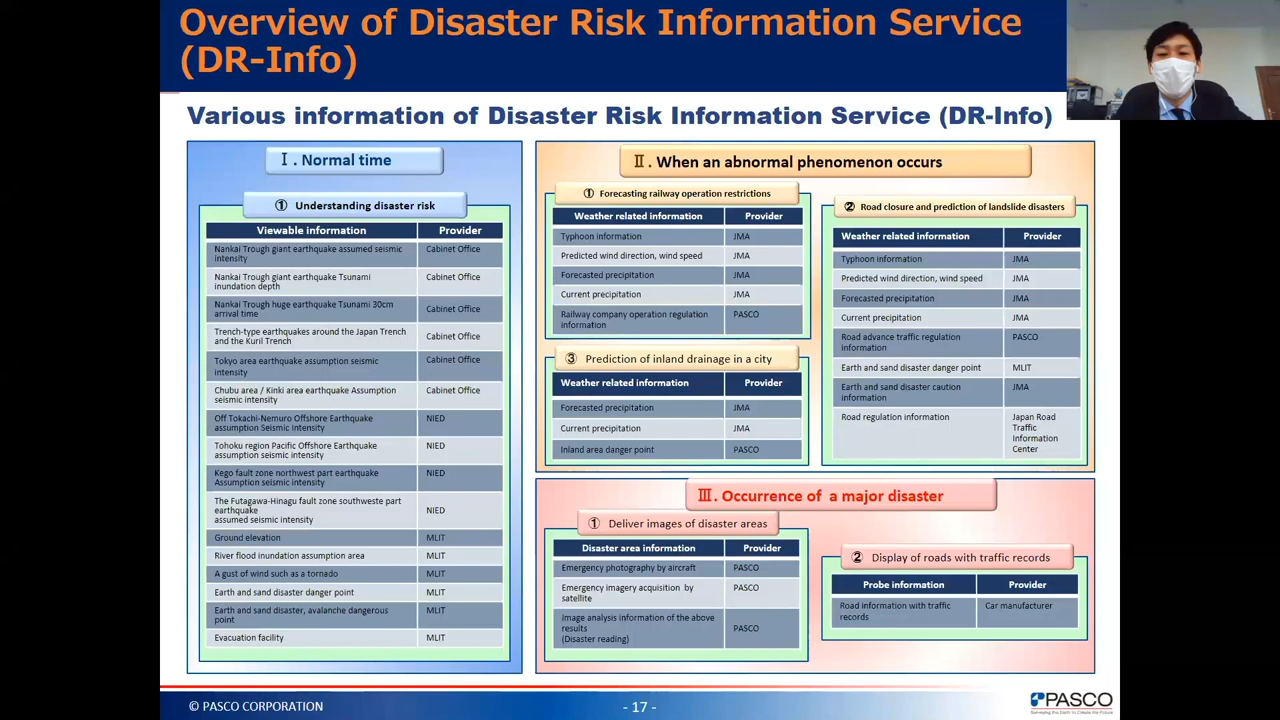 Overview of Disaster Risk Information Service
(DR-Info)
Various information of Disaster Risk Information Service (DR-Info)
Ⅰ. Normal time
① Understanding disaster risk
Viewable information Provider
Nankai Trough giant earthquake assumed seismic
intensity Cabinet Office
Nankai Trough giant earthquake Tsunami
inundation depth Cabinet Office
Nankai Trough huge earthquake Tsunami 30cm
arrival time Cabinet Office
Trench-type earthquakes around the Japan Trench
and the Kuril Trench Cabinet Office
Tokyo area earthquake assumption seismic
intensity Cabinet Office
Chubu area / Kinki area earthquake Assumption
seismic intensity Cabinet Office
Off Tokachi-Nemuro Offshore Earthquake
assumption Seismic Intensity NIED
Tohoku region Pacific Offshore Earthquake
assumption seismic intensity NIED
Kego fault zone northwest part earthquake
Assumption seismic intensity NIED
The Futagawa-Hinagu fault zone southweste part
earthquake
assumed seismic intensity NIED
Ground elevation MLIT
River flood inundation assumption area MLIT
A gust of wind such as a tornado MLIT
Earth and sand disaster danger point MLIT
Earth and sand disaster, avalanche dangerous
point MLIT
Evacuation facility MLIT
Ⅱ. When an abnormal phenomenon occurs
① Forecasting railway operation restrictions
Weather related information Provider
Typhoon information JMA
Predicted wind direction, wind speed JMA
Forecasted precipitation JMA
Current precipitation JMA
Railway company operation regulation
information PASCO
② Road closure and prediction of landslide disasters
Weather related information Provider
Typhoon information JMA
Predicted wind direction, wind speed JMA
Forecasted precipitation JMA
Current precipitation JMA
Road advance traffic regulation
information PASCO
Earth and sand disaster danger point MLIT
Earth and sand disaster caution
information JMA
Road regulation information Japan Road
Traffic
Information
Center
③ Prediction of inland drainage in a city
Weather related information Provider
Forecasted precipitation JMA
Current precipitation JMA
Inland area danger point PASCO
Ⅲ. Occurrence of a major disaster
① Deliver images of disaster areas
Disaster area information Provider
Emergency photography by aircraft PASCO
Emergency imagery acquisition by
satellite PASCO
Image analysis information of the above
results
(Disaster reading) PASCO
② Display of roads with traffic records
Probe information Provider
Road information with traffic
records Car manufacturer
© PASCO CORPORATION
- 17 -
PASCO
Surveying the Earth to Create the Future